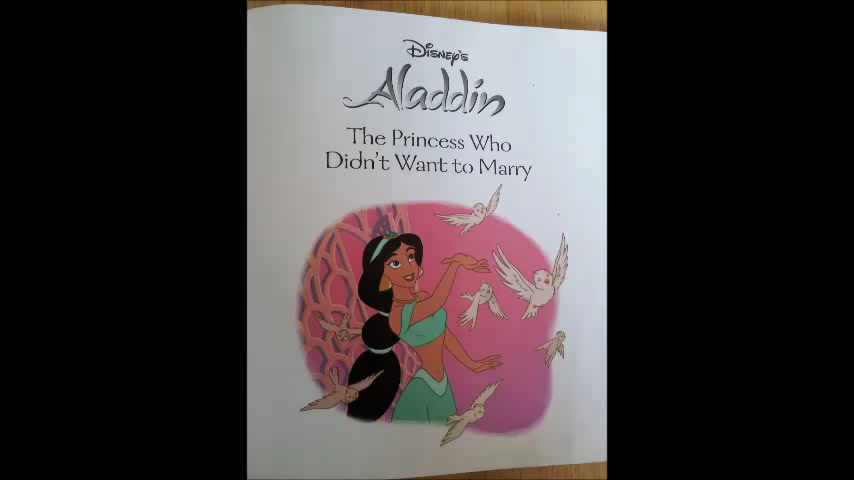 Disney's
Aladdin
The Princess Who
Didn't Want to Marry